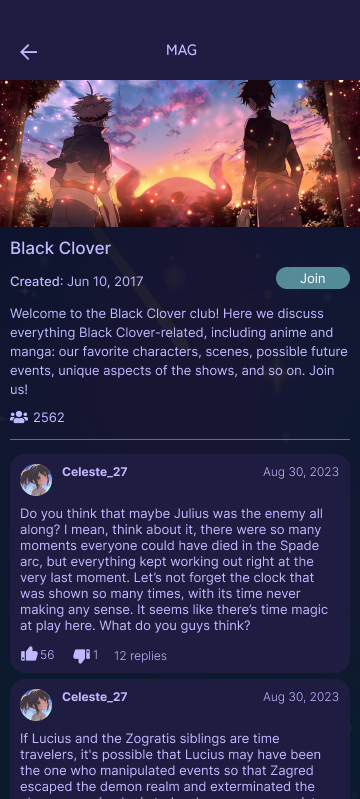 MAG
Black Clover
Created: Jun 10, 2017
Join
Welcome to the Black Clover club! Here we discuss
everything Black Clover-related, including anime and
manga: our favorite characters, scenes, possible future
events, unique aspects of the shows, and so on. Join
us!
2562
Celeste_27
Aug 30, 2023
Do you think that maybe Julius was the enemy all
along? I mean, think about it, there were so many
moments everyone could have died in the Spade
arc, but everything kept working out right at the
very last moment. Let’s not forget the clock that
was shown so many times, with its time never
making any sense. It seems like there’s time magic
at play here. What do you guys think?
56
1
12 replies
Celeste_27
Aug 30, 2023
If Lucius and the Zogratis siblings are time
travelers, it's possible that Lucius may have been
the one who manipulated events so that Zagred
escaped the demon realm and exterminated the